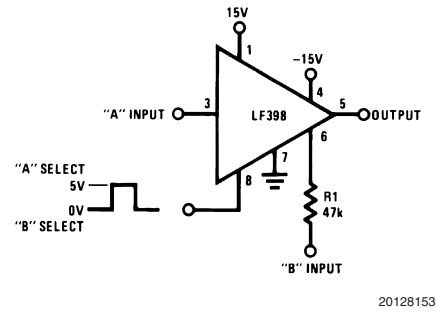 15V
1
-15V
4
"A" INPUT
3
LF398
5
OUTPUT
6
7
"A" SELECT
5V
8
0V
"B" SELECT
R1
47k
"B" INPUT
20128153